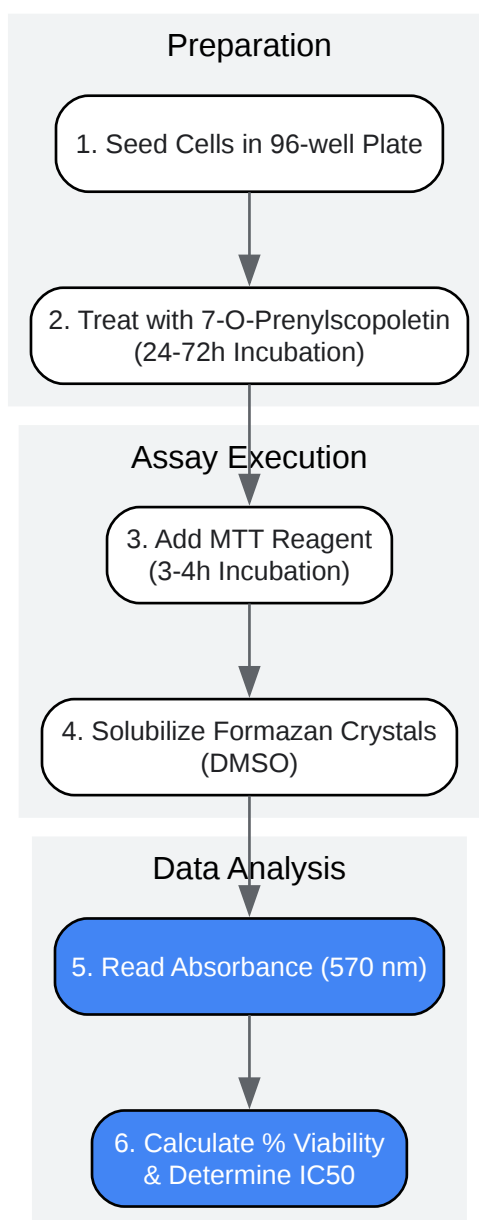 Preparation
1. Seed Cells in 96-well Plate
2. Treat with 7-O-Prenylscopoletin
(24-72h Incubation)
Assay Execution
3. Add MTT Reagent
(3-4h Incubation)
4. Solubilize Formazan Crystals
(DMSO)
Data Analysis
5. Read Absorbance (570 nm)
6. Calculate % Viability
& Determine IC50